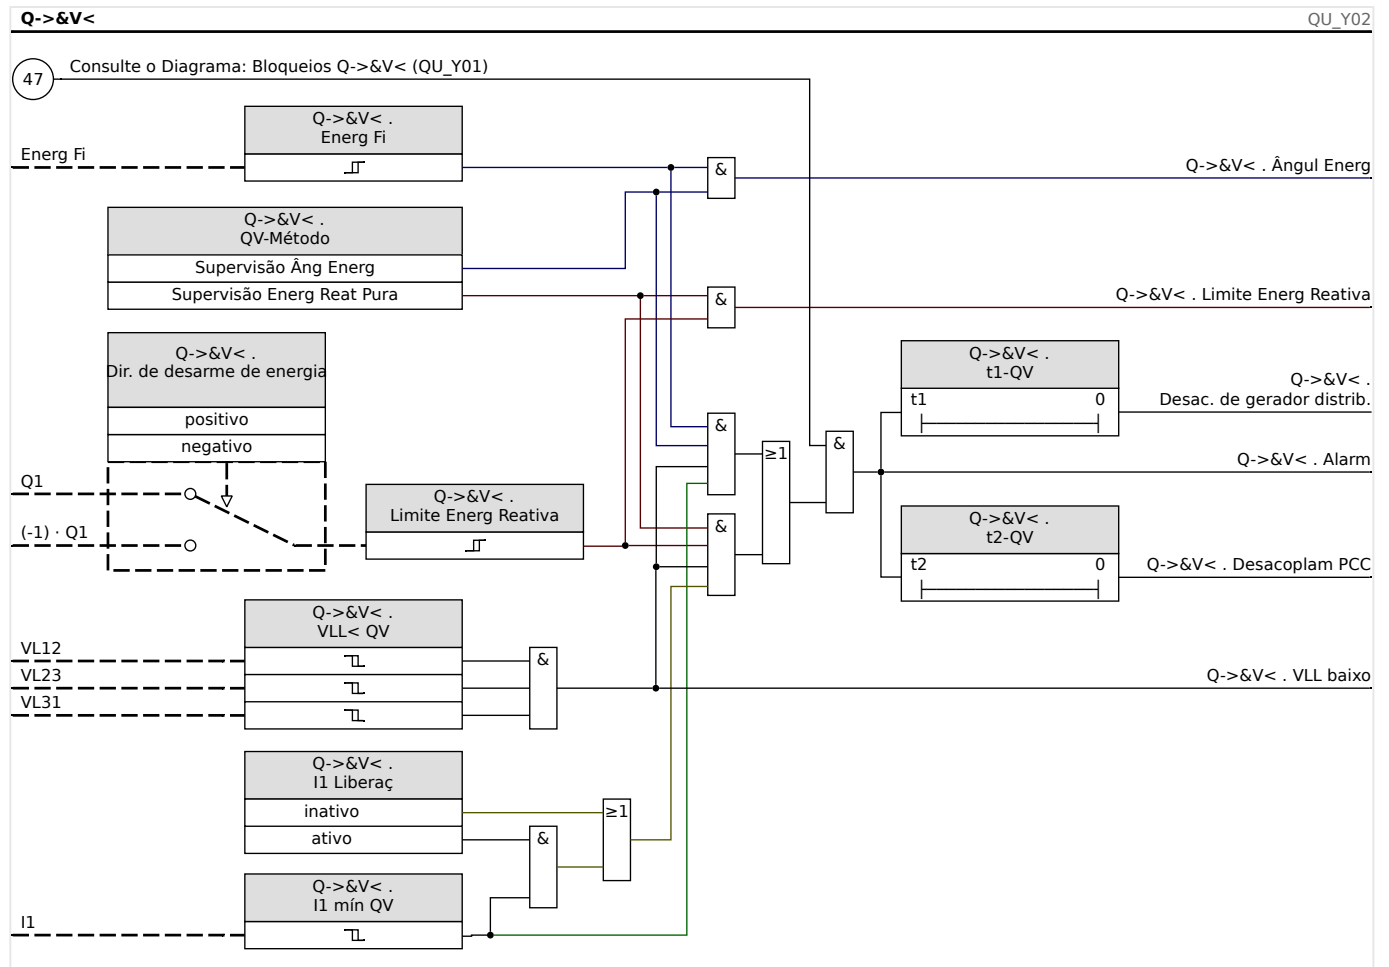 Q->&V<
QU_Y02
47
Consulte o Diagrama: Bloqueios Q->&V< (QU_Y01)
Q->&V< .
Energ Fi
Energ Fi
&
Q->&V< . Ângul Energ
Q->&V< .
QV-Método
Supervisão Âng Energ
Supervisão Energ Reat Pura
&
Q->&V< . Limite Energ Reativa
Q->&V< .
Dir. de desarme de energia
positivo
negativo
Q->&V< .
t1-QV
t1 0
Q->&V< .
Desac. de gerador distrib.
&
≥1
&
Q->&V< . Alarm
Q1
(-1) · Q1
Q->&V< .
Limite Energ Reativa
&
Q->&V< .
t2-QV
t2 0
Q->&V< . Desacoplam PCC
Q->&V< .
VLL< QV
VL12
VL23
VL31
&
Q->&V< . VLL baixo
Q->&V< .
I1 Liberaç
inativo
ativo
≥1
&
Q->&V< .
I1 mín QV
I1